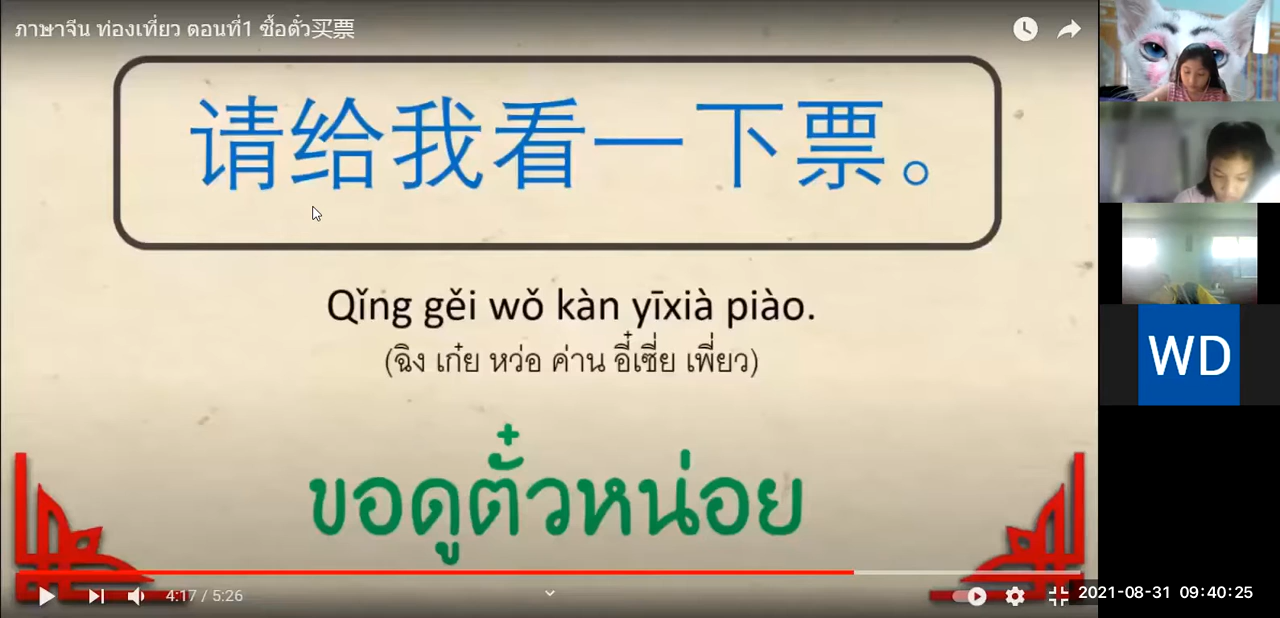 ภาษาจีน ท่องเที่ยว ตอนที่1 ซื้อตั๋ว买票
请给我看一下票。
Qǐng gěi wǒ kàn yīxià piào.
(ฉิง เก๋ย หว่อ ค่าน อี๋เซี่ย เพี่ยว)
ขอดูตั๋วหน่อย
4:17 / 5:26
WD
2021-08-31 09:40:25